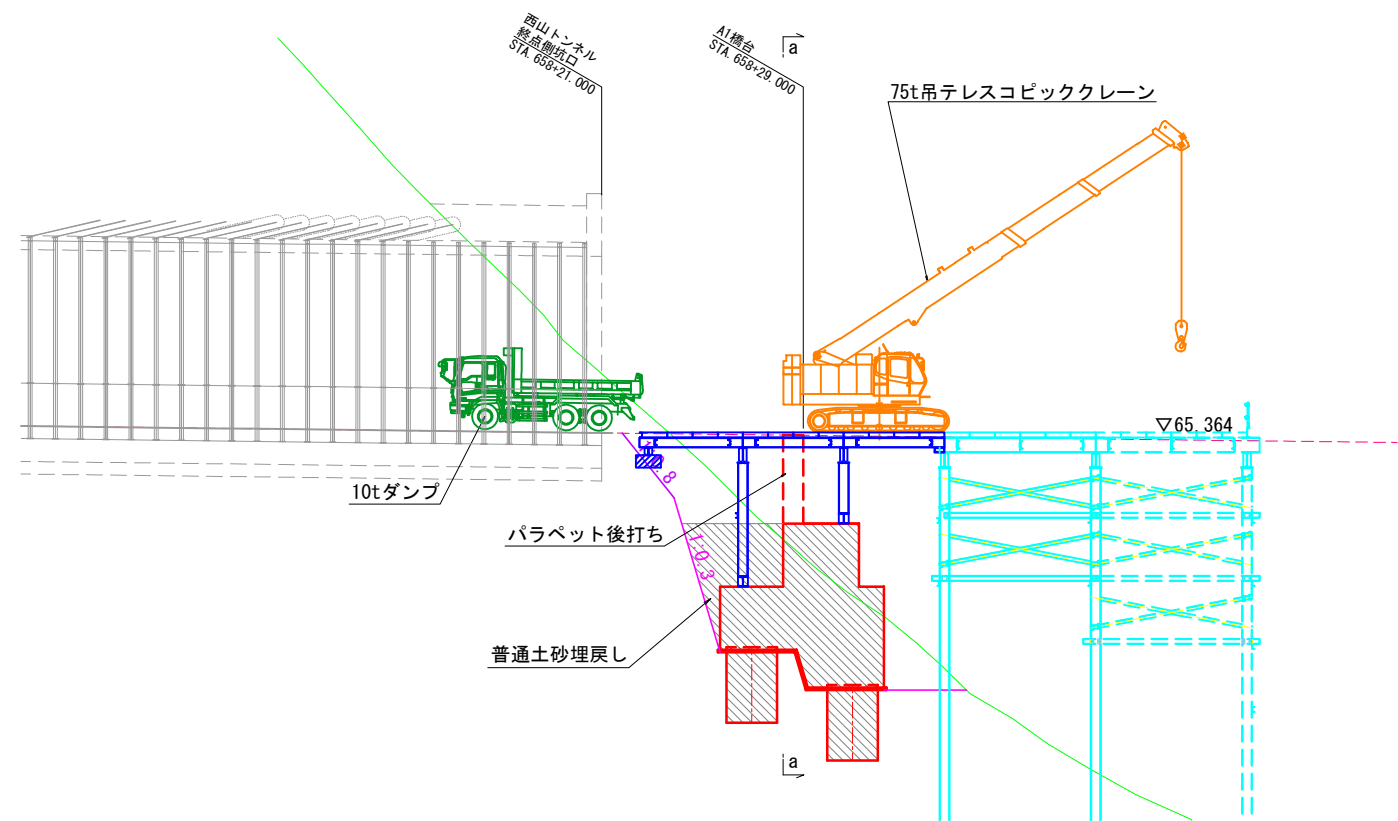 西山トンネル
終点側坑口
STA. 658+21. 000
A1橋台
STA. 658+29. 000
a
75t吊テレスコピッククレーン
▽65. 364
8
10tダンプ
パラペット後打ち
1:0.3
普通土砂埋戻し
a